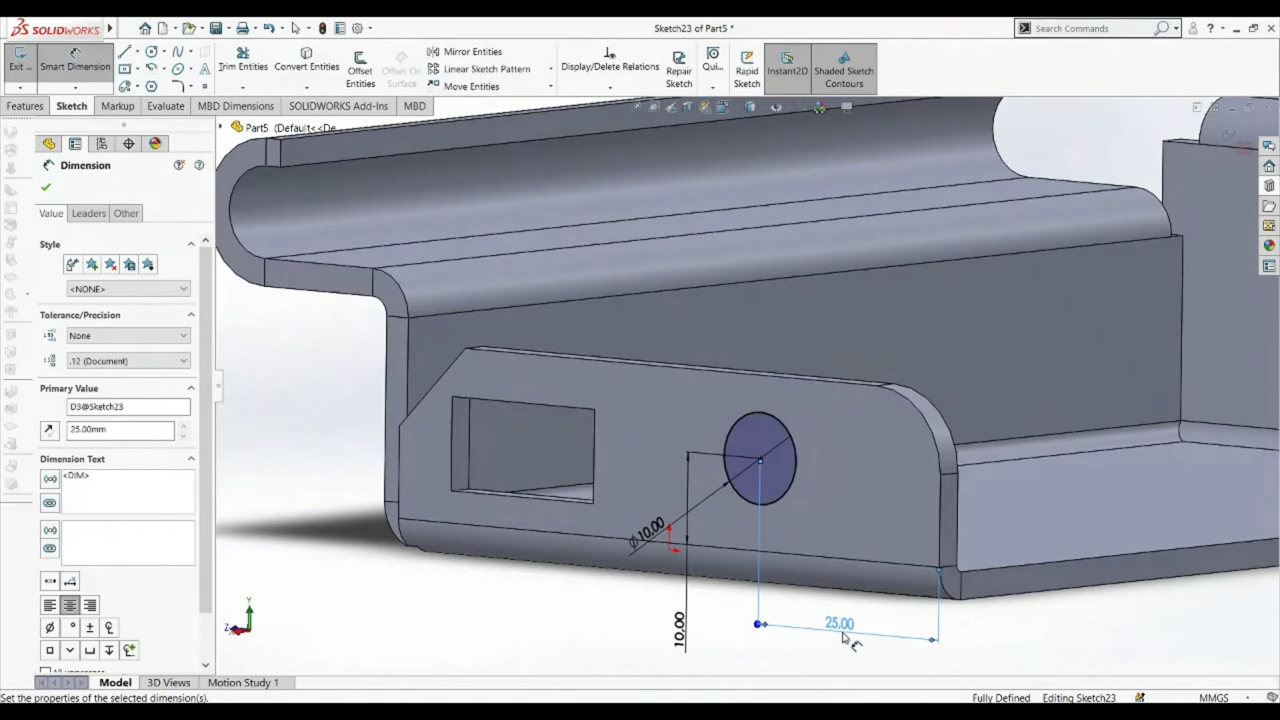 SOLIDWORKS
Sketch23 of Part5 *
Search Commands
Exit ...
Smart Dimension
Trim Entities
Convert Entities
Offset Entities
Offset On Surface
Mirror Entities
Linear Sketch Pattern
Move Entities
Display/Delete Relations
Repair Sketch
Qui...
Rapid Sketch
Instant2D
Shaded Sketch Contours
Features
Sketch
Markup
Evaluate
MBD Dimensions
SOLIDWORKS Add-Ins
MBD
Part5 (Default<<De...
Dimension
Value
Leaders
Other
Style
<NONE>
Tolerance/Precision
None
.12 (Document)
Primary Value
D3@Sketch23
25.00mm
Dimension Text
<DIM>
Ø10,00
10,00
25,00
Y
Z
Model
3D Views
Motion Study 1
Set the properties of the selected dimension(s).
Fully Defined
Editing Sketch23
MMGS